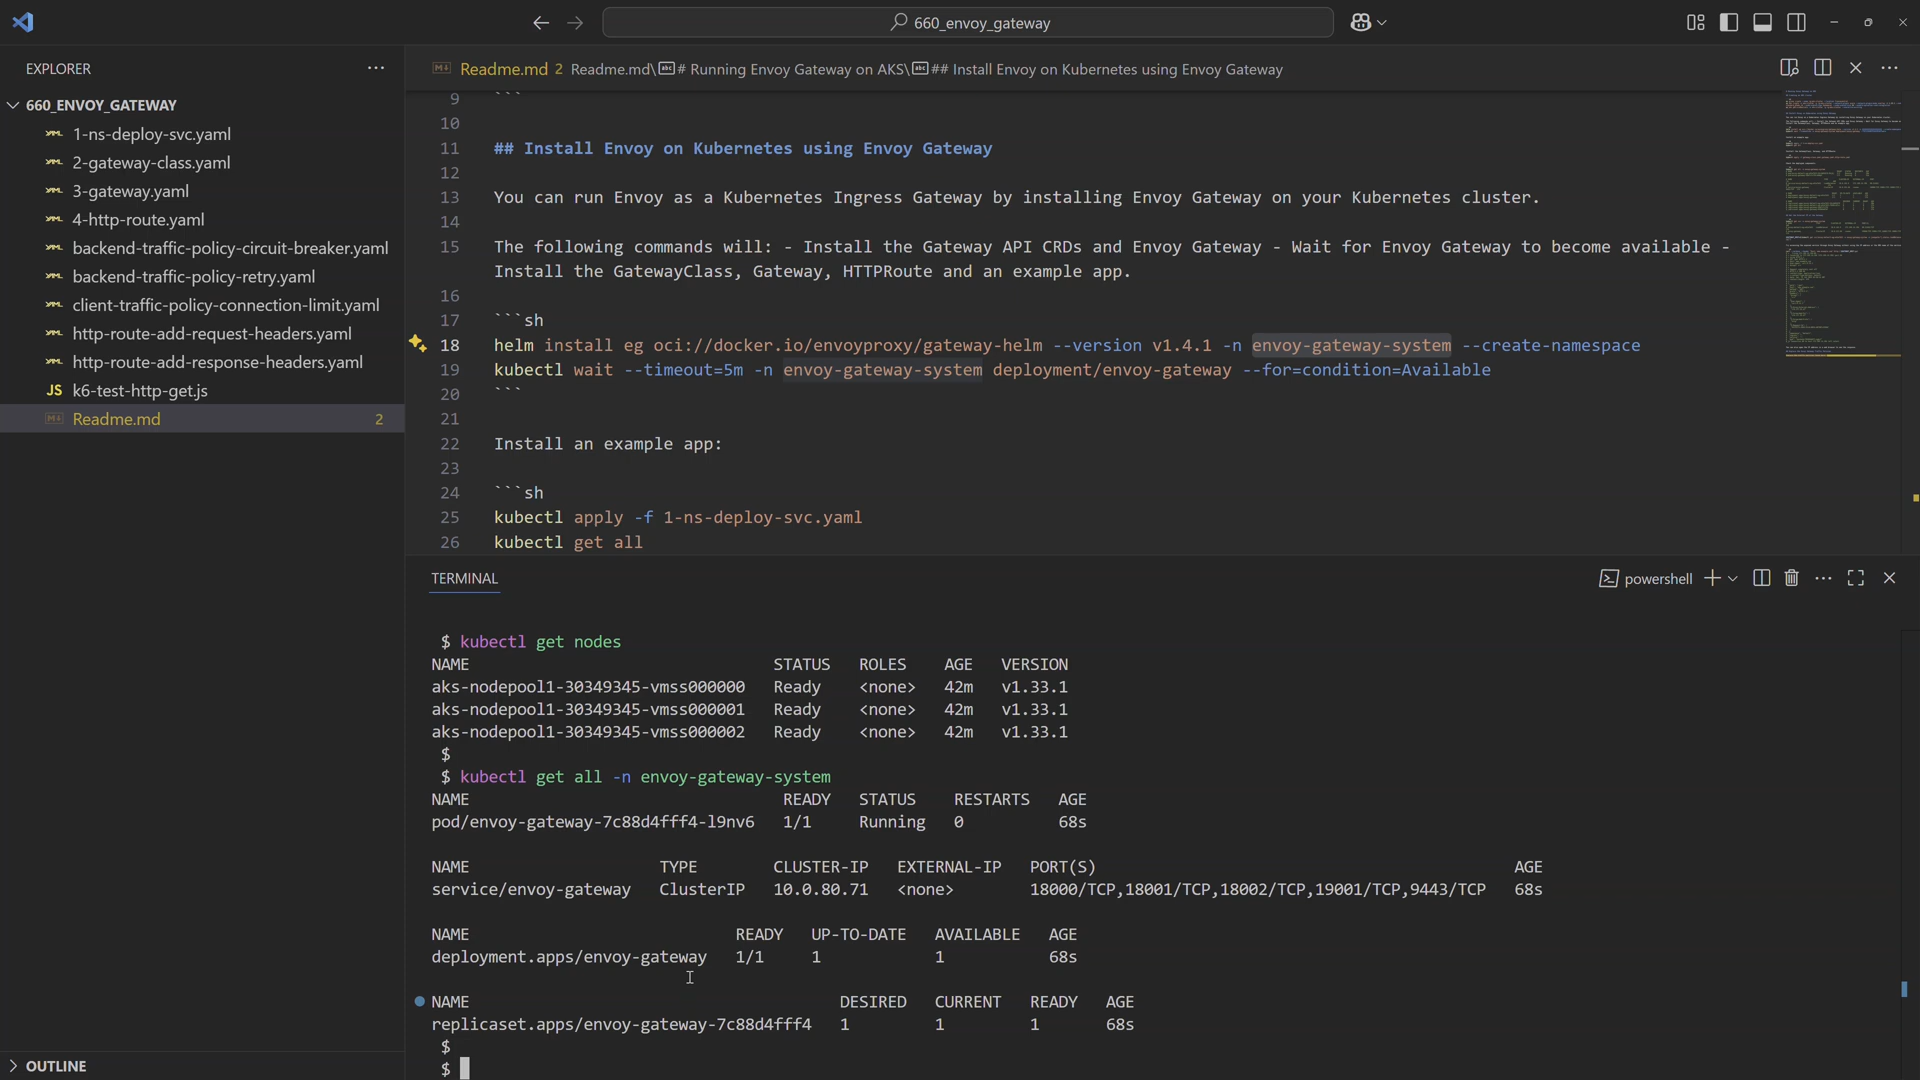 660_envoy_gateway
EXPLORER
660_ENVOY_GATEWAY
1-ns-deploy-svc.yaml
2-gateway-class.yaml
3-gateway.yaml
4-http-route.yaml
backend-traffic-policy-circuit-breaker.yaml
backend-traffic-policy-retry.yaml
client-traffic-policy-connection-limit.yaml
http-route-add-request-headers.yaml
http-route-add-response-headers.yaml
JS k6-test-http-get.js
Readme.md 2
OUTLINE
Readme.md 2 Readme.md\# Running Envoy Gateway on AKS\## Install Envoy on Kubernetes using Envoy Gateway
9 ```
10
11 ## Install Envoy on Kubernetes using Envoy Gateway
12
13 You can run Envoy as a Kubernetes Ingress Gateway by installing Envoy Gateway on your Kubernetes cluster.
14
15 The following commands will: - Install the Gateway API CRDs and Envoy Gateway - Wait for Envoy Gateway to become available -
Install the GatewayClass, Gateway, HTTPRoute and an example app.
16
17 ```sh
18 helm install eg oci://docker.io/envoyproxy/gateway-helm --version v1.4.1 -n envoy-gateway-system --create-namespace
19 kubectl wait --timeout=5m -n envoy-gateway-system deployment/envoy-gateway --for=condition=Available
20 ```
21
22 Install an example app:
23
24 ```sh
25 kubectl apply -f 1-ns-deploy-svc.yaml
26 kubectl get all
TERMINAL
powershell
$ kubectl get nodes
NAME STATUS ROLES AGE VERSION
aks-nodepool1-30349345-vmss000000 Ready <none> 42m v1.33.1
aks-nodepool1-30349345-vmss000001 Ready <none> 42m v1.33.1
aks-nodepool1-30349345-vmss000002 Ready <none> 42m v1.33.1
$
$ kubectl get all -n envoy-gateway-system
NAME READY STATUS RESTARTS AGE
pod/envoy-gateway-7c88d4fff4-l9nv6 1/1 Running 0 68s
NAME TYPE CLUSTER-IP EXTERNAL-IP PORT(S) AGE
service/envoy-gateway ClusterIP 10.0.80.71 <none> 18000/TCP,18001/TCP,18002/TCP,19001/TCP,9443/TCP 68s
NAME READY UP-TO-DATE AVAILABLE AGE
deployment.apps/envoy-gateway 1/1 1 1 68s
NAME DESIRED CURRENT READY AGE
replicaset.apps/envoy-gateway-7c88d4fff4 1 1 1 68s
$
$